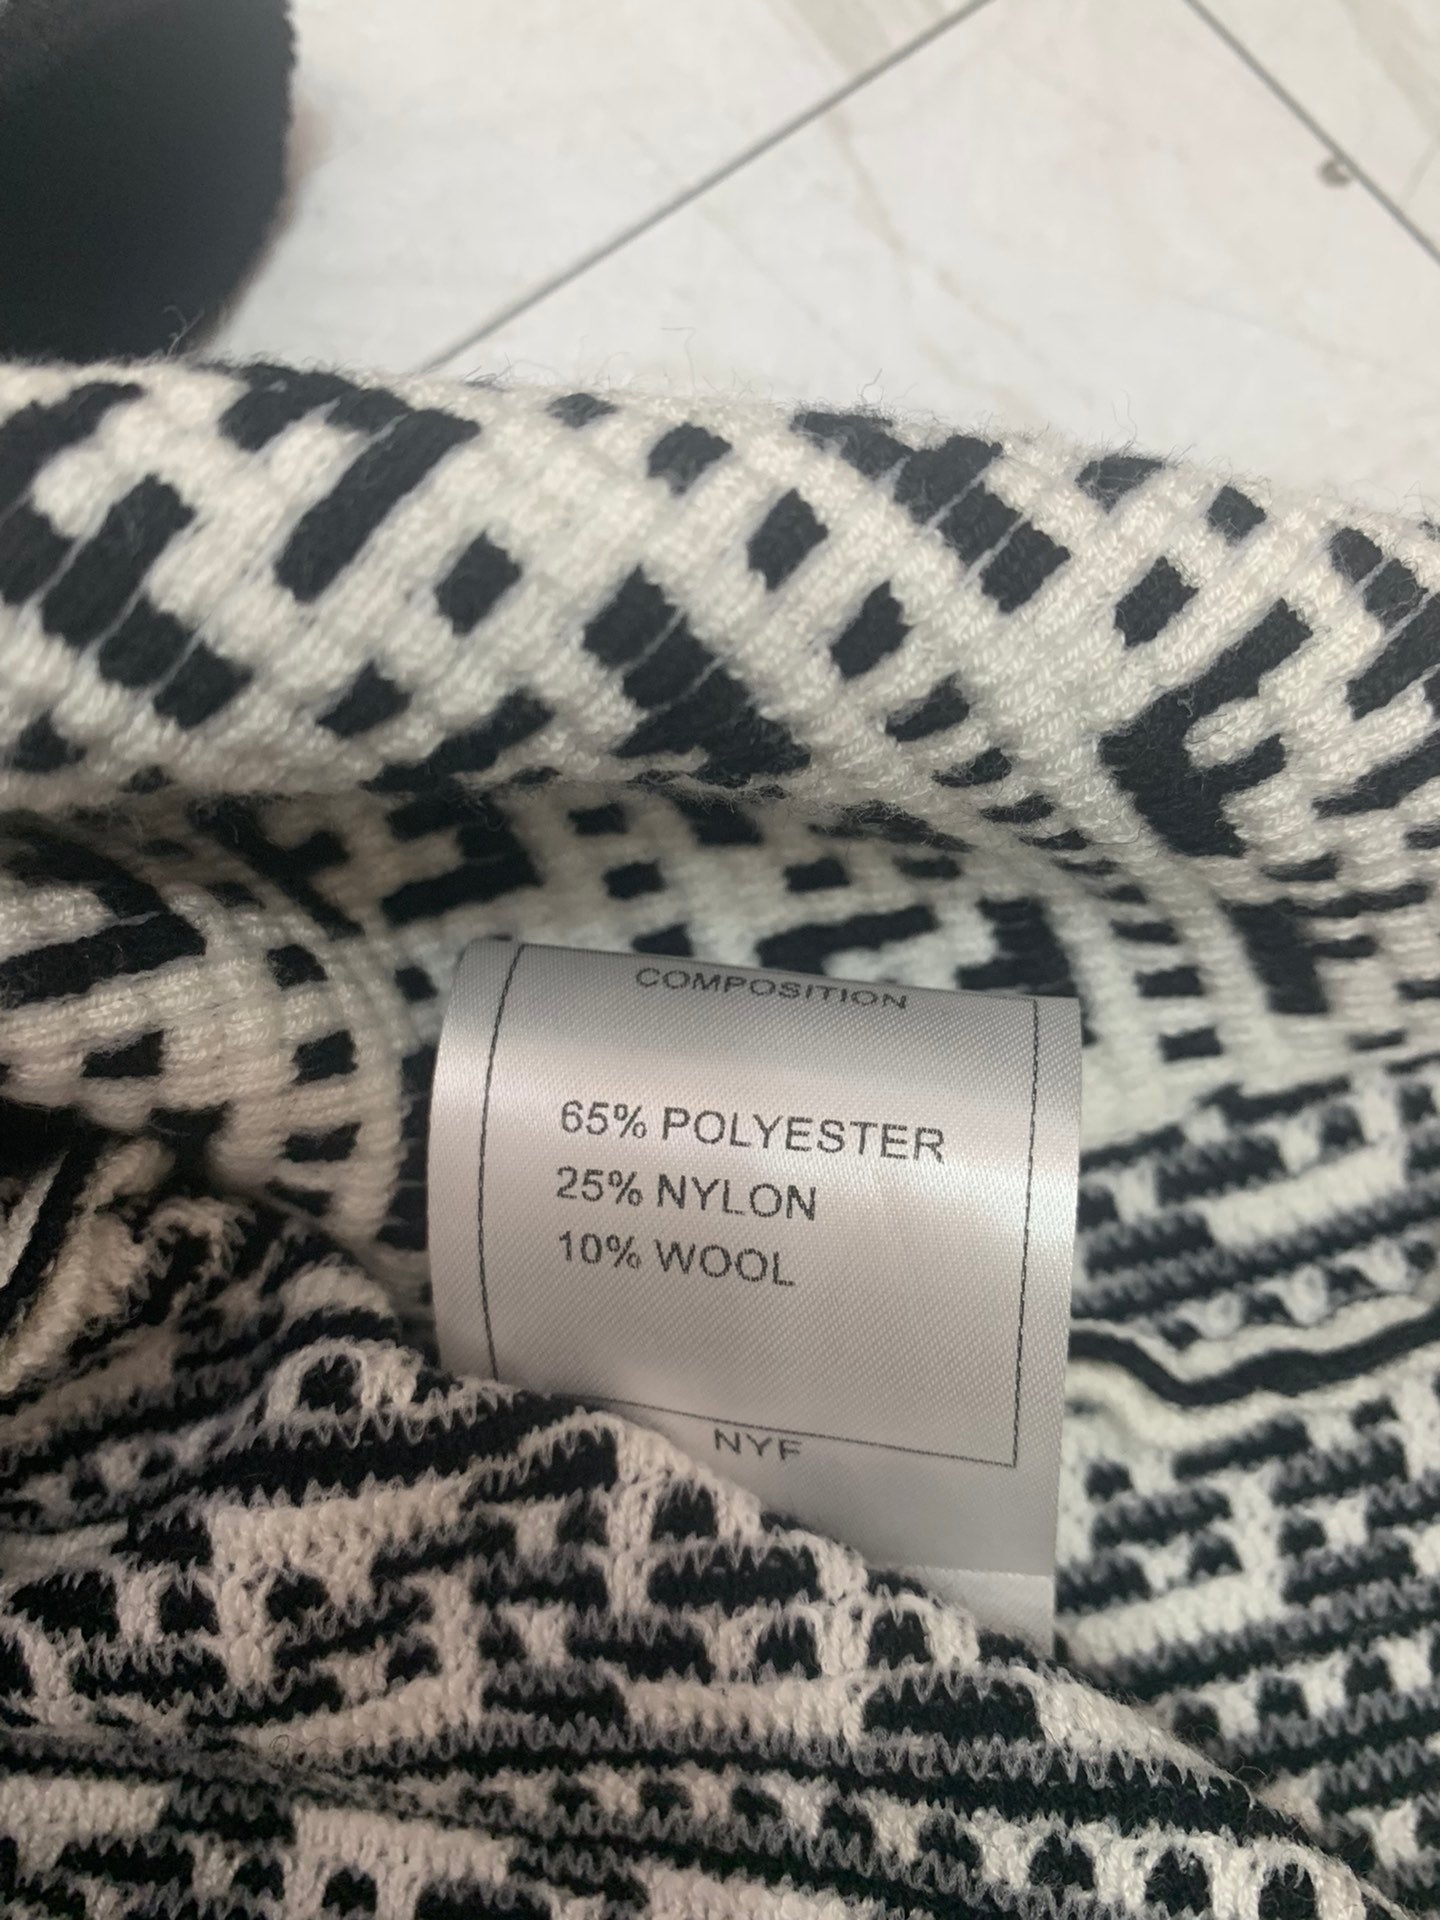 COMPOSITION
65% POLYESTER
25% NYLON
10% WOOL
NYF